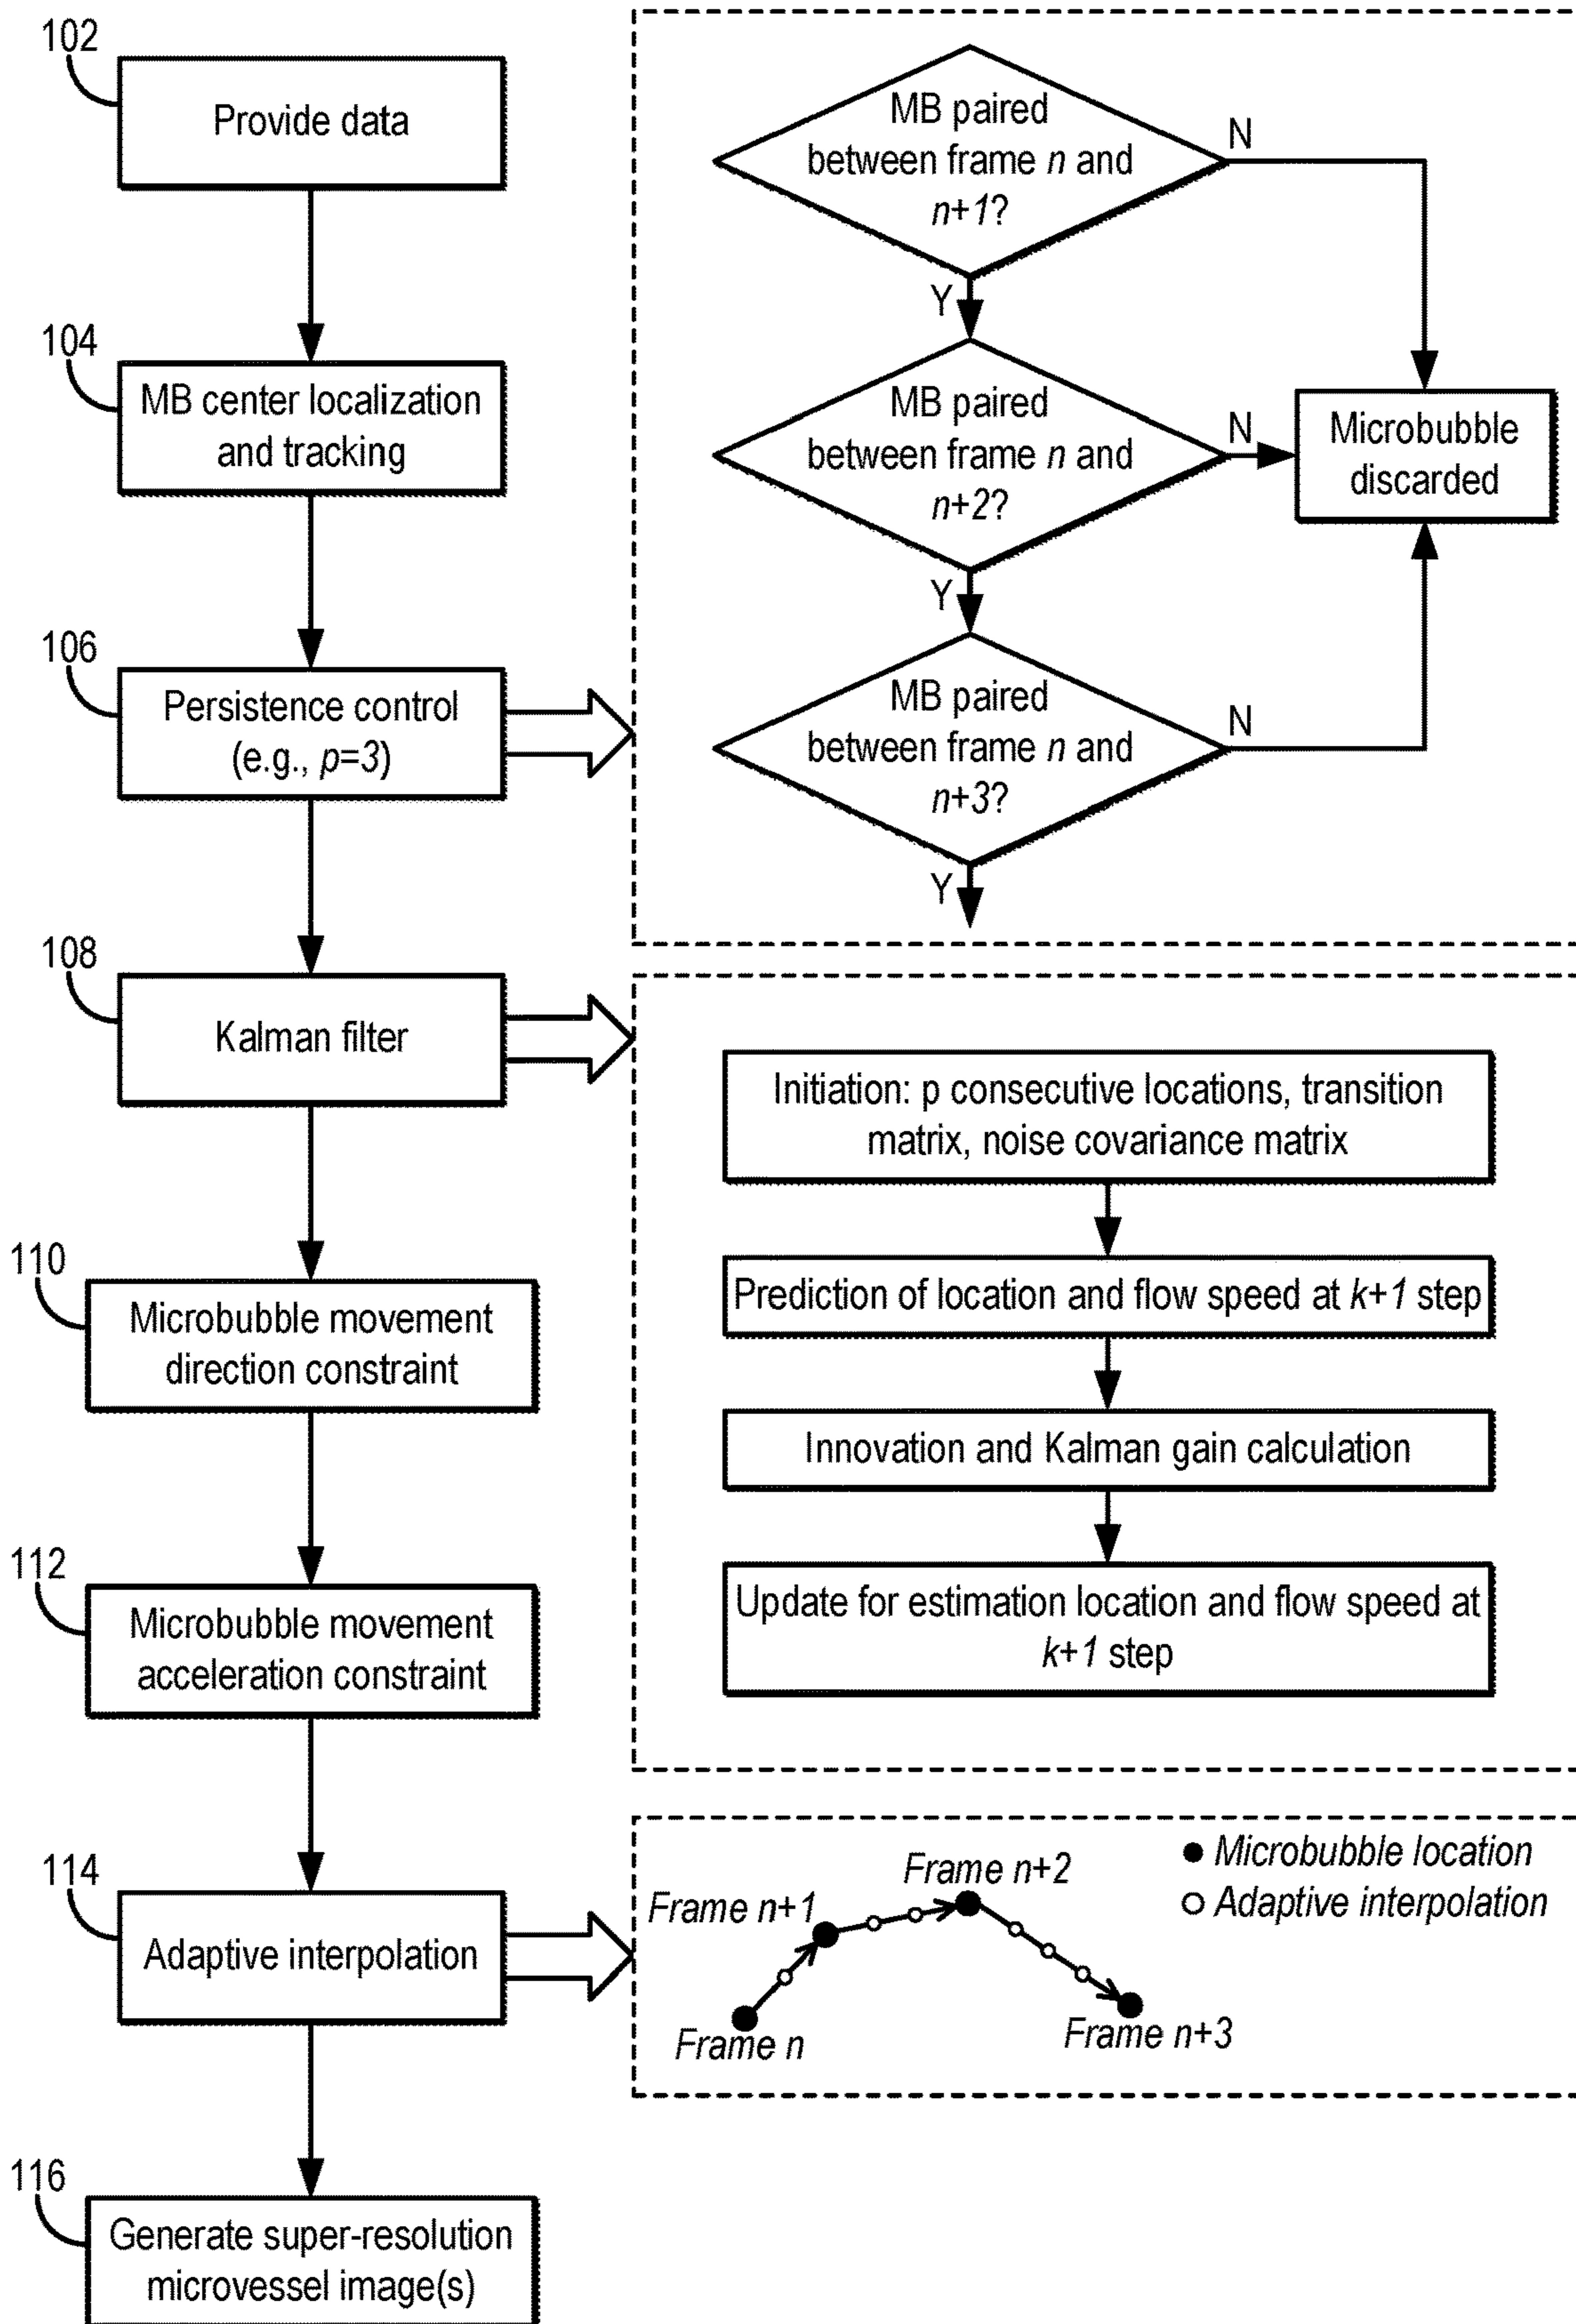 102
Provide data
104
MB center localization
and tracking
106
Persistence control
(e.g., p=3)
108
Kalman filter
110
Microbubble movement
direction constraint
112
Microbubble movement
acceleration constraint
114
Adaptive interpolation
116
Generate super-resolution
microvessel image(s)
MB paired
between frame n and
n+1?
N
Y
MB paired
between frame n and
n+2?
N
Microbubble
discarded
Y
MB paired
between frame n and
n+3?
N
Y
Initiation: p consecutive locations, transition
matrix, noise covariance matrix
Prediction of location and flow speed at k+1 step
Innovation and Kalman gain calculation
Update for estimation location and flow speed at
k+1 step
Frame n
Frame n+1
Frame n+2
Frame n+3
Microbubble location
Adaptive interpolation